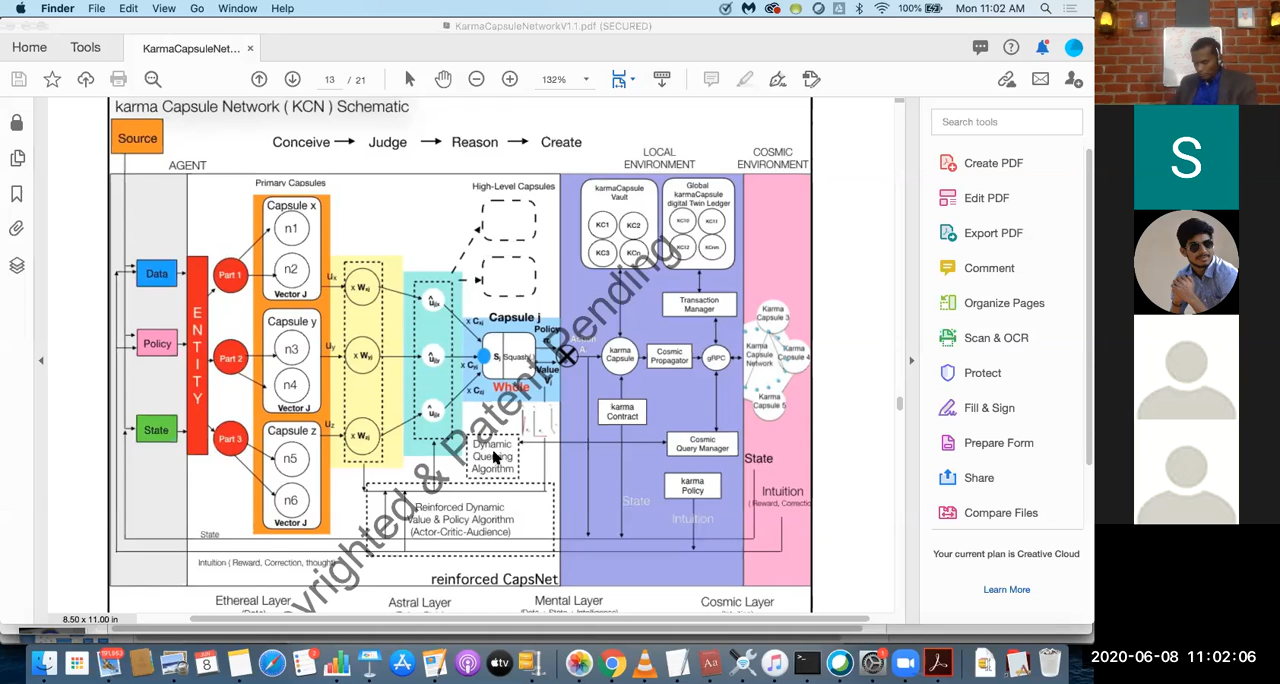 Finder File Edit View Go Window Help
100% Mon 11:02 AM
KarmaCapsuleNetworkV1.1.pdf (SECURED)
Home Tools KarmaCapsuleNet... ×
13 / 21 132%
karma Capsule Network ( KCN ) Schematic
Source
Conceive Judge Reason Create
AGENT
LOCAL
ENVIRONMENT
COSMIC
ENVIRONMENT
Primary Capsules
High-Level Capsules
Data
Policy
State
ENTITY
Part 1
Part 2
Part 3
Capsule x
n1
n2
Vector J
Capsule y
n3
n4
Vector J
Capsule z
n5
n6
Vector J
Capsule j
Policy
Squash
Whole
Value
Dynamic
Algorithm
Reinforced Dynamic
Value & Policy Algorithm
(Actor-Critic-Audience)
State
Intuition ( Reward, Correction, thought)
reinforced CapsNet
karmaCapsule
Vault
KC1 KC2
KC3 KCn
Global
karmaCapsule
digital Twin Ledger
KC10 KC11
KC12 KCnn
Transaction
Manager
karma
Capsule
Cosmic
Propagator
gRPC
karma
Contract
Cosmic
Query Manager
karma
Policy
State
Intuition
Karma
Capsule 3
Karma
Capsule
Network
Karma
Capsule 4
Karma
Capsule 5
State
Intuition
( Reward, Correctio
Ethereal Layer
Astral Layer
Mental Layer
Cosmic Layer
pyrighted & Patent Pending
8.50 x 11.00 in
Search tools
Create PDF
Edit PDF
Export PDF
Comment
Organize Pages
Scan & OCR
Protect
Fill & Sign
Prepare Form
Share
Send for Compare Files
Your current plan is Creative Cloud
Learn More
S
2020-06-08 11:02:06